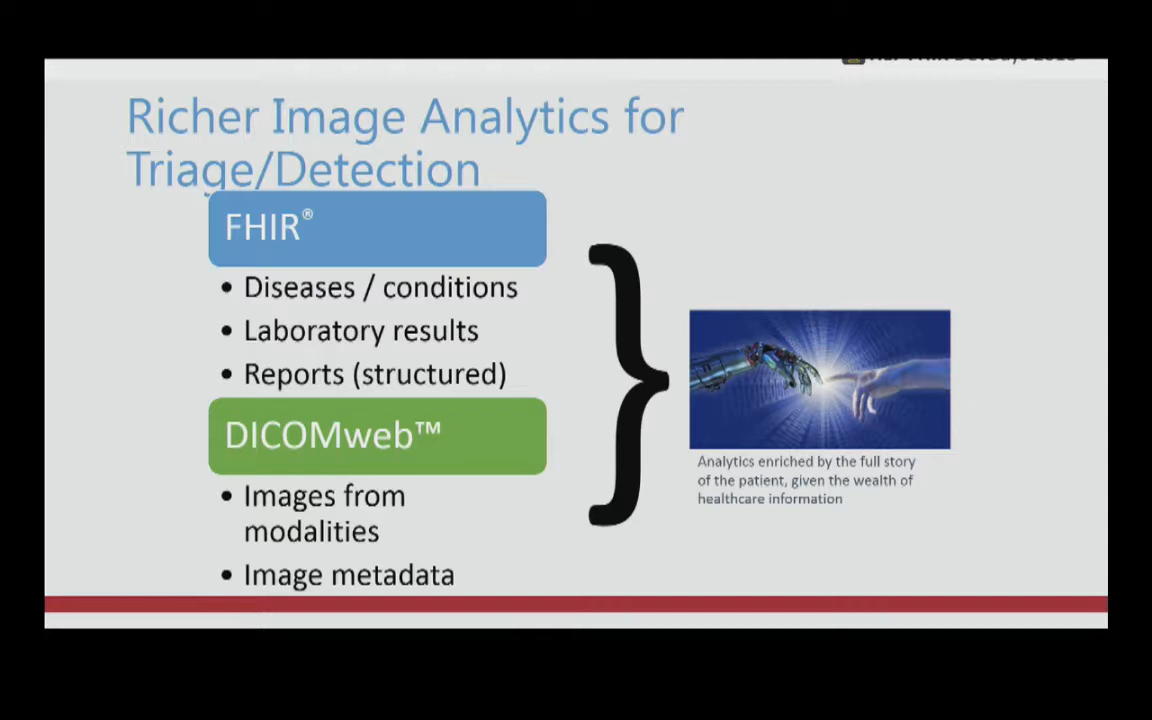 Richer Image Analytics for
Triage/Detection
FHIR®
• Diseases / conditions
• Laboratory results
• Reports (structured)
DICOMweb™
• Images from
modalities
• Image metadata
Analytics enriched by the full story
of the patient, given the wealth of
healthcare information